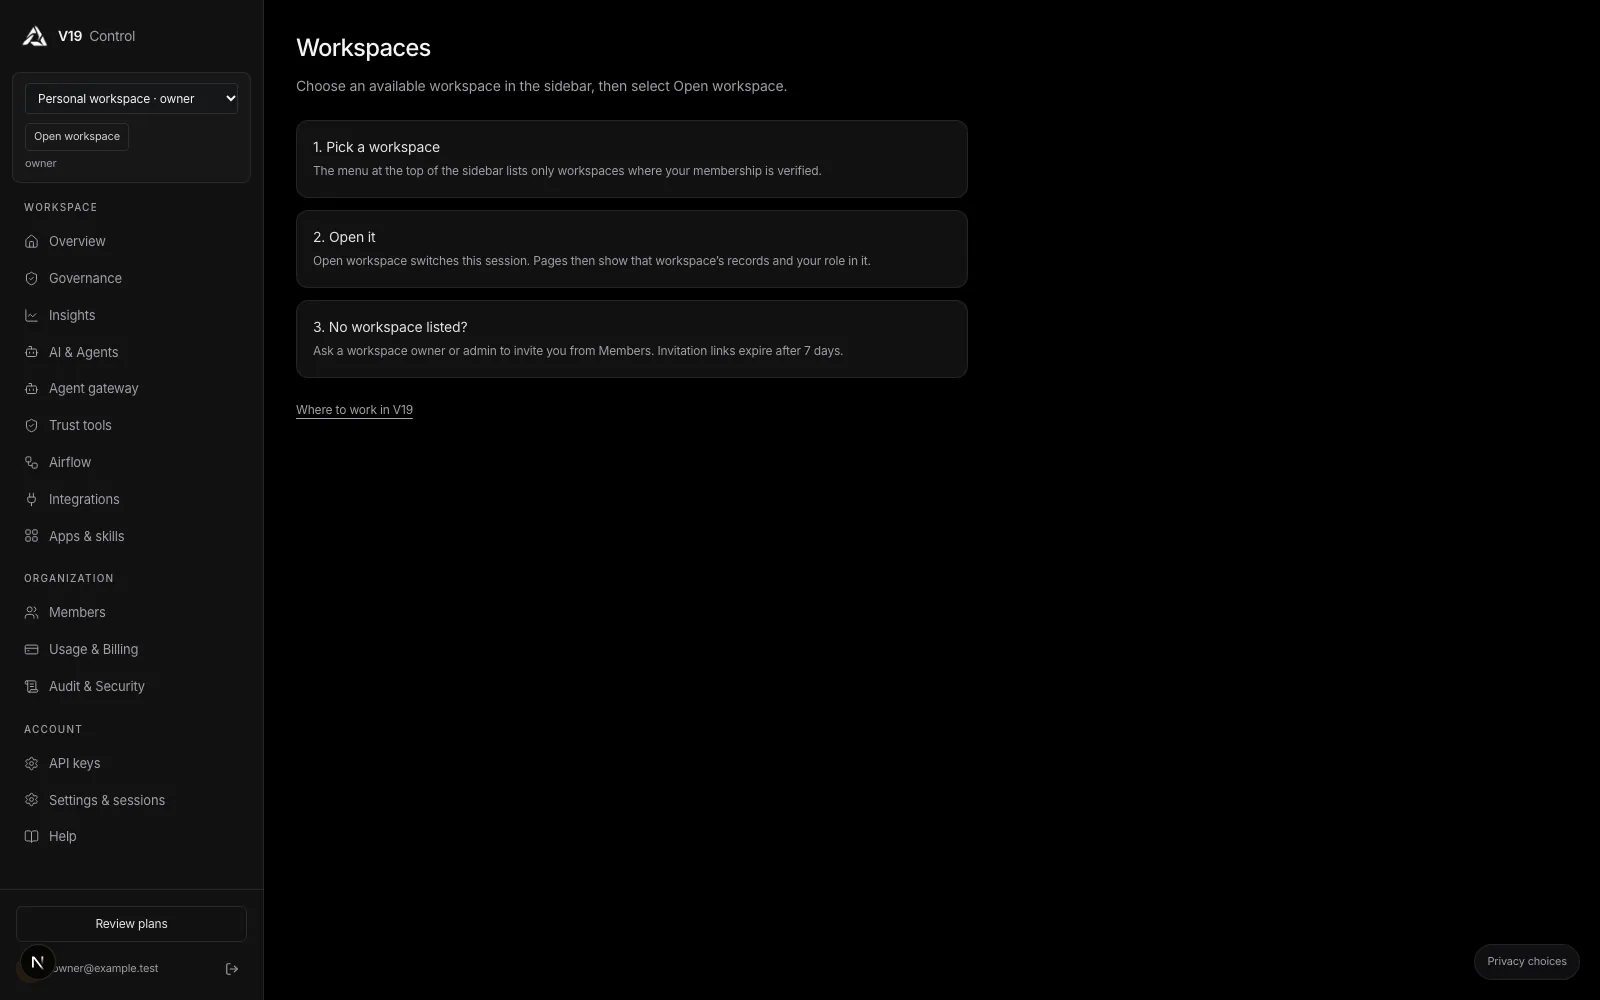 V19 Control
Personal workspace · owner
Open workspace
owner
WORKSPACE
Overview
Governance
Insights
AI & Agents
Agent gateway
Trust tools
Airflow
Integrations
Apps & skills
ORGANIZATION
Members
Usage & Billing
Audit & Security
ACCOUNT
API keys
Settings & sessions
Help
Review plans
N
owner@example.test
Workspaces
Choose an available workspace in the sidebar, then select Open workspace.
1. Pick a workspace
The menu at the top of the sidebar lists only workspaces where your membership is verified.
2. Open it
Open workspace switches this session. Pages then show that workspace’s records and your role in it.
3. No workspace listed?
Ask a workspace owner or admin to invite you from Members. Invitation links expire after 7 days.
Where to work in V19
Privacy choices